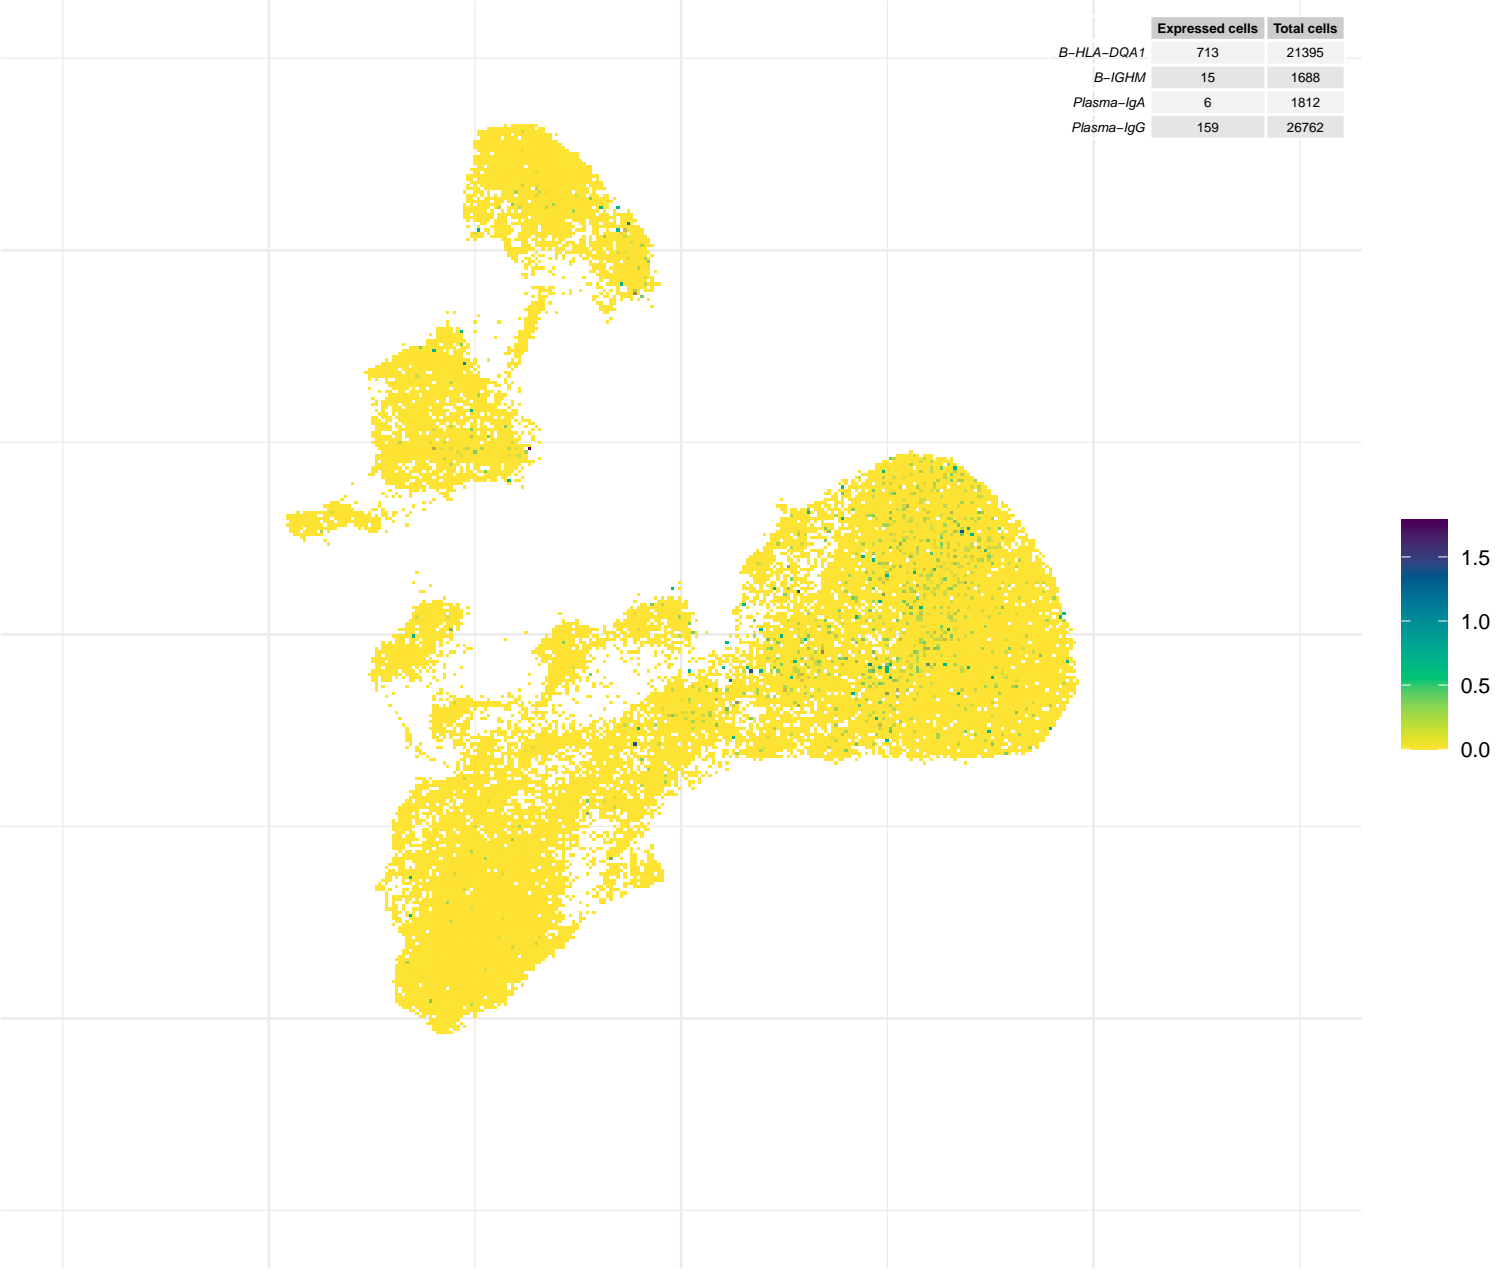 Expressed cells Total cells
B−HLA−DQA1 713 21395
B−IGHM 15 1688
Plasma−IgA 6 1812
Plasma−IgG 159 26762
1.5
1.0
0.5
0.0